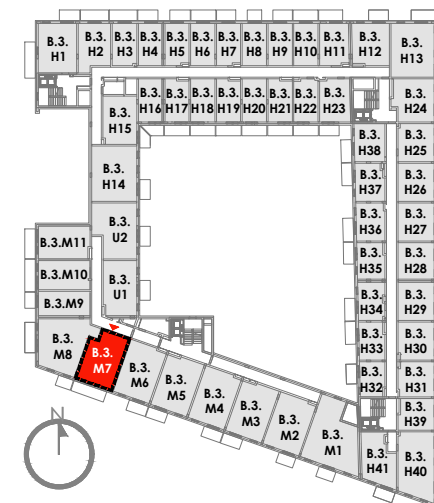 B.3.
H1
B.3.
H2
B.3.
H3
B.3.
H4
B.3.
H5
B.3.
H6
B.3.
H7
B.3.
H8
B.3.
H9
B.3.
H10
B.3.
H11
B.3.
H12
B.3.
H13
B.3.
H16
B.3.
H17
B.3.
H18
B.3.
H19
B.3.
H20
B.3.
H21
B.3.
H22
B.3.
H23
B.3.
H24
B.3.
H15
B.3.
H38
B.3.
H25
B.3.
H14
B.3.
H37
B.3.
H26
B.3.
U2
B.3.
H36
B.3.
H27
B.3.M11
B.3.
H35
B.3.
H28
B.3.M10
B.3.
U1
B.3.
H34
B.3.
H29
B.3.M9
B.3.
H33
B.3.
H30
B.3.
M8
B.3.
M7
B.3.
M6
B.3.
M5
B.3.
M4
B.3.
M3
B.3.
M2
B.3.
M1
B.3.
H32
B.3.
H31
B.3.
H39
B.3.
H41
B.3.
H40
N